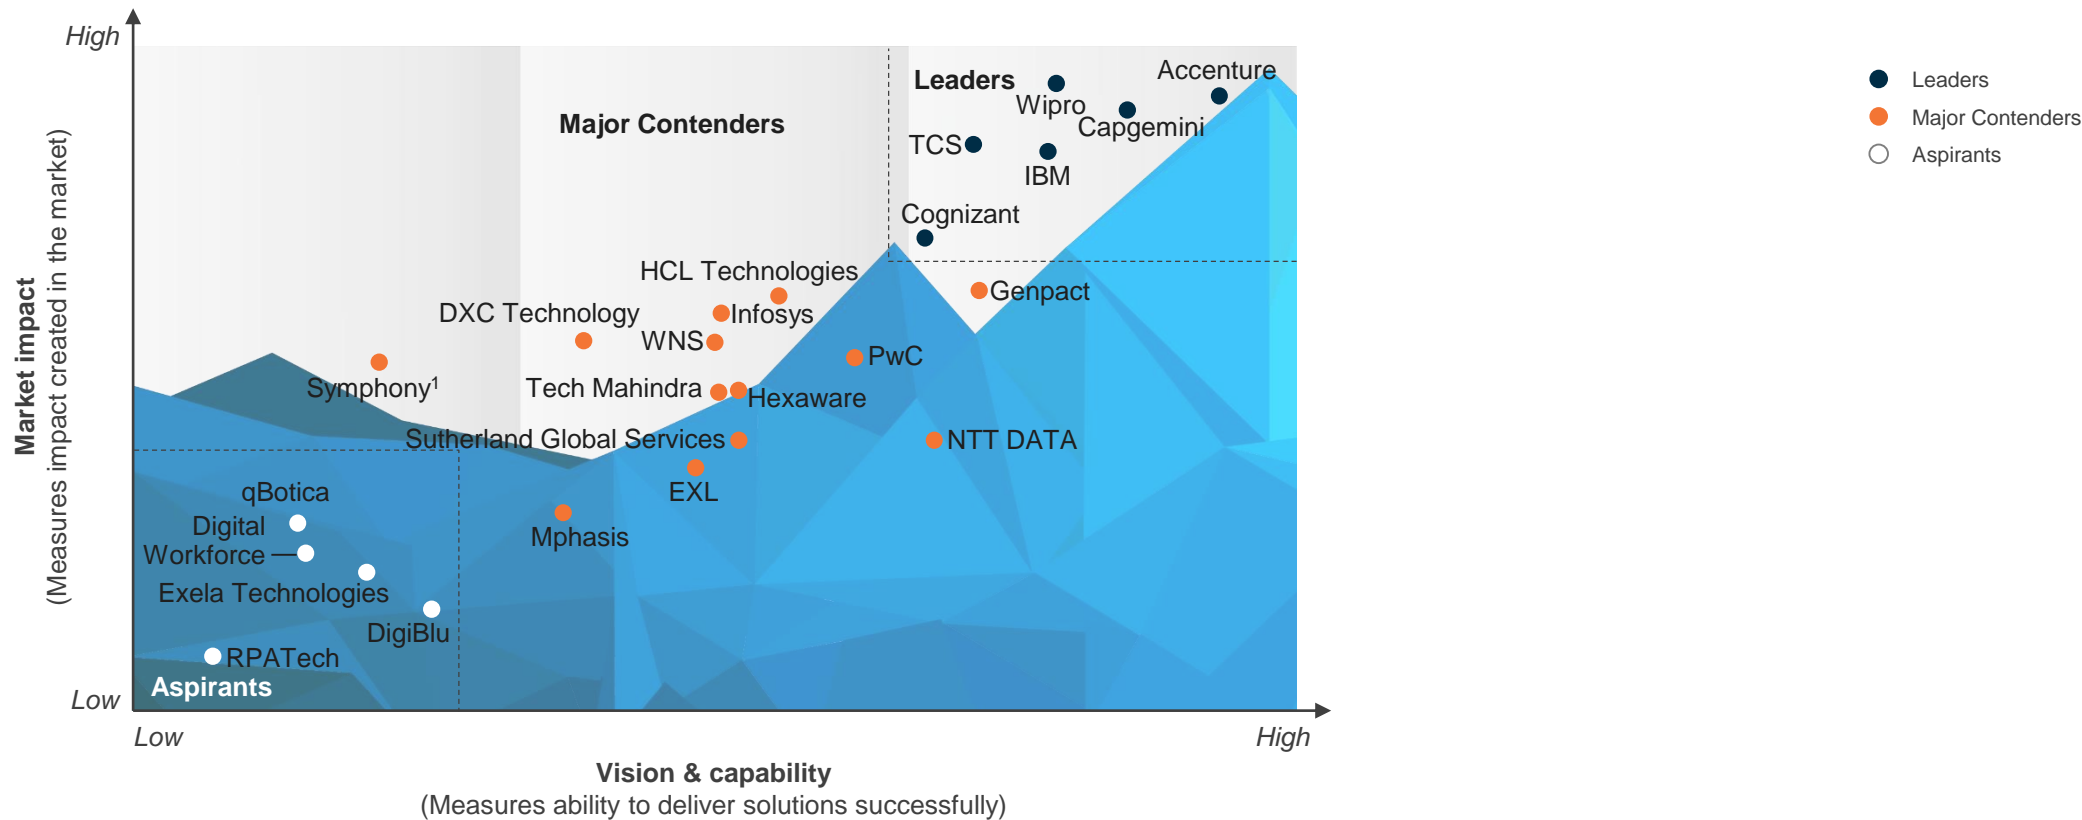 High
Market impact
(Measures impact created in the market)
Low
Leaders
Accenture
Wipro
Capgemini
TCS
IBM
Cognizant
Major Contenders
HCL Technologies
Genpact
DXC Technology
Infosys
WNS
PwC
Symphony¹
Tech Mahindra
Hexaware
Sutherland Global Services
NTT DATA
EXL
Mphasis
qBotica
Digital
Workforce
Exela Technologies
DigiBlu
RPATech
Aspirants
Low
High
Vision & capability
(Measures ability to deliver solutions successfully)
Leaders
Major Contenders
Aspirants